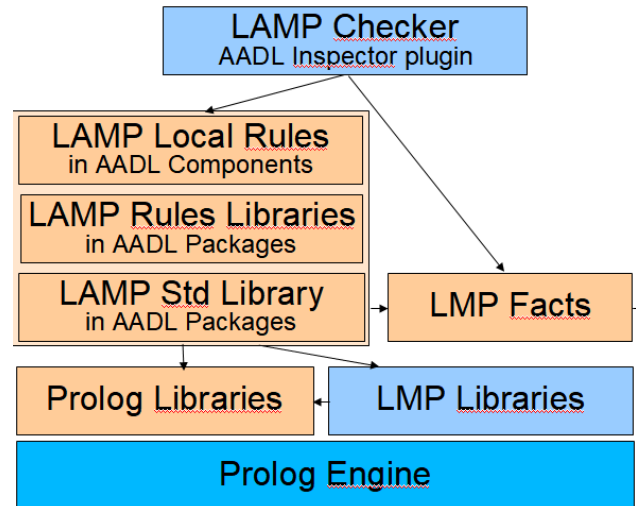 LAMP Checker
AADL Inspector plugin
LAMP Local Rules
in AADL Components
LAMP Rules Libraries
in AADL Packages
LAMP Std Library
in AADL Packages
LMP Facts
Prolog Libraries
LMP Libraries
Prolog Engine